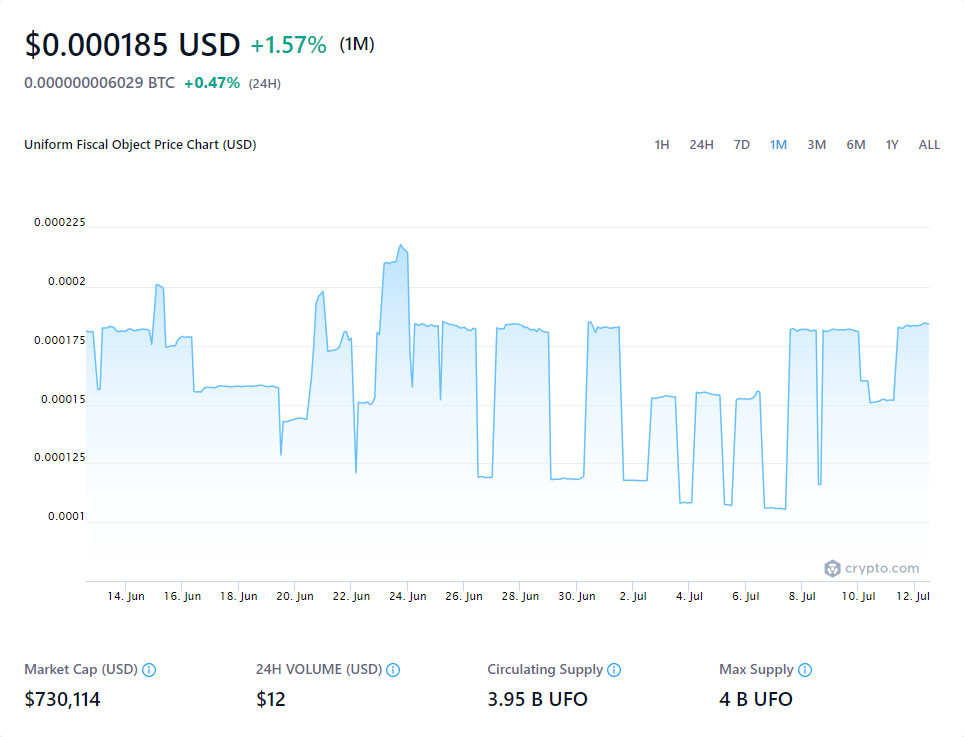 $0.000185 USD +1.57% (1M)
0.000000006029 BTC +0.47% (24H)
Uniform Fiscal Object Price Chart (USD) 1H 24H 7D 1M 3M 6M 1Y ALL
0.000225
0.0002
0.000175
0.00015
0.000125
0.0001
crypto.com
14. Jun 16. Jun 18. Jun 20. Jun 22. Jun 24. Jun 26. Jun 28. Jun 30. Jun 2. Jul 4. Jul 6. Jul 8. Jul 10. Jul 12. Jul
Market Cap (USD) 24H VOLUME (USD) Circulating Supply Max Supply
$730,114 $12 3.95 B UFO 4 B UFO